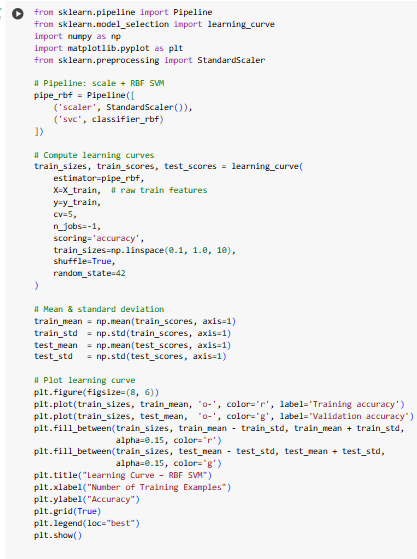 from sklearn.pipeline import Pipeline
from sklearn.model_selection import learning_curve
import numpy as np
import matplotlib.pyplot as plt
from sklearn.preprocessing import StandardScaler

# Pipeline: scale + RBF SVM
pipe_rbf = Pipeline([
    ('scaler', StandardScaler()),
    ('svc', classifier_rbf)
])

# Compute learning curves
train_sizes, train_scores, test_scores = learning_curve(
    estimator=pipe_rbf,
    X=X_train,  # raw train features
    y=y_train,
    cv=5,
    n_jobs=-1,
    scoring='accuracy',
    train_sizes=np.linspace(0.1, 1.0, 10),
    shuffle=True,
    random_state=42
)

# Mean & standard deviation
train_mean = np.mean(train_scores, axis=1)
train_std  = np.std(train_scores, axis=1)
test_mean  = np.mean(test_scores, axis=1)
test_std   = np.std(test_scores, axis=1)

# Plot learning curve
plt.figure(figsize=(8, 6))
plt.plot(train_sizes, train_mean, 'o-', color='r', label='Training accuracy')
plt.plot(train_sizes, test_mean,  'o-', color='g', label='Validation accuracy')
plt.fill_between(train_sizes, train_mean - train_std, train_mean + train_std,
                 alpha=0.15, color='r')
plt.fill_between(train_sizes, test_mean - test_std, test_mean + test_std,
                 alpha=0.15, color='g')
plt.title("Learning Curve – RBF SVM")
plt.xlabel("Number of Training Examples")
plt.ylabel("Accuracy")
plt.grid(True)
plt.legend(loc="best")
plt.show()